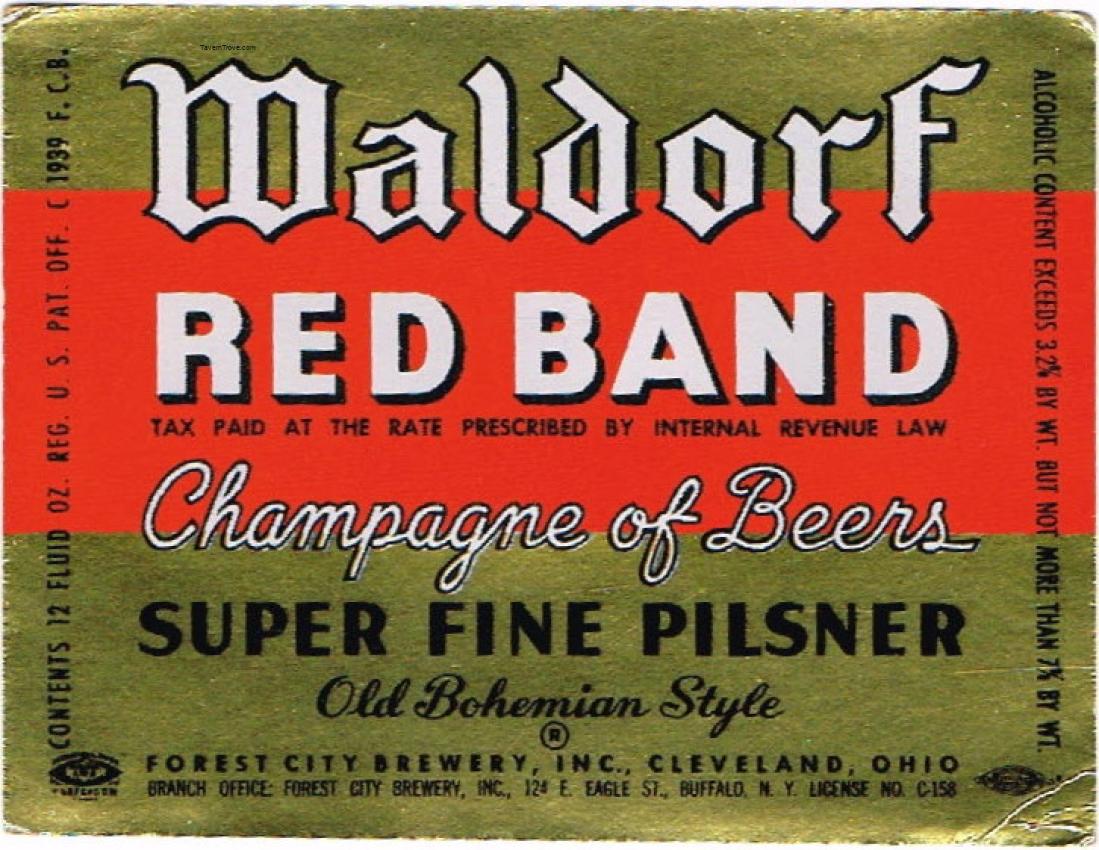 TavernTrove.com
Waldorf
RED BAND
TAX PAID AT THE RATE PRESCRIBED BY INTERNAL REVENUE LAW
Champagne of Beers
SUPER FINE PILSNER
Old Bohemian Style
®
FOREST CITY BREWERY, INC., CLEVELAND, OHIO
BRANCH OFFICE: FOREST CITY BREWERY, INC., 124 E. EAGLE ST., BUFFALO, N. Y. LICENSE NO. C-158
CONTENTS 12 FLUID OZ. REG. U. S. PAT. OFF. C 1939 F. C.B.
ALCOHOLIC CONTENT EXCEEDS 3.2% BY WT. BUT NOT MORE THAN 7% BY WT.